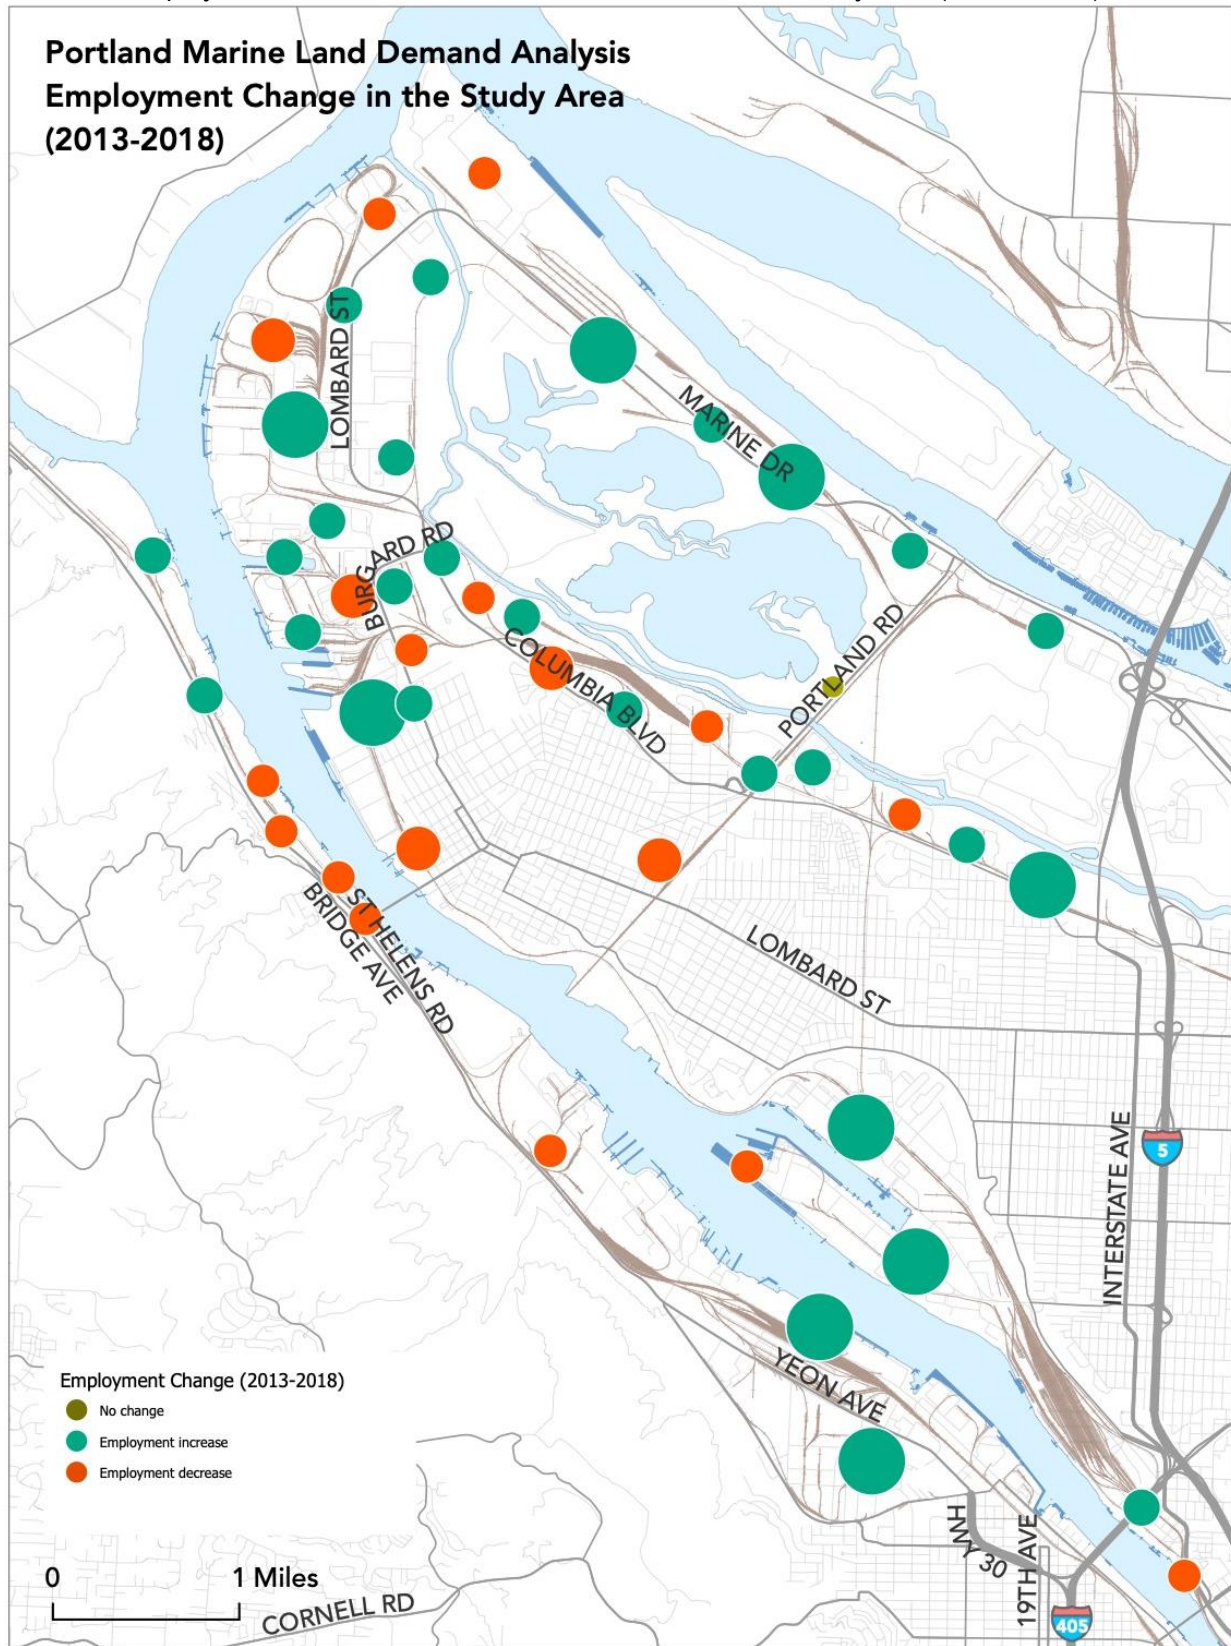 Portland Marine Land Demand Analysis
Employment Change in the Study Area
(2013-2018)
LOMBARD ST
MARINE DR
BURGARD RD
COLUMBIA BLVD
PORTLAND RD
ST HELENS RD
BRIDGE AVE
LOMBARD ST
INTERSTATE AVE
5
YEON AVE
Employment Change (2013-2018)
No change
Employment increase
Employment decrease
HWY 30
19TH AVE
405
0 1 Miles
CORNELL RD